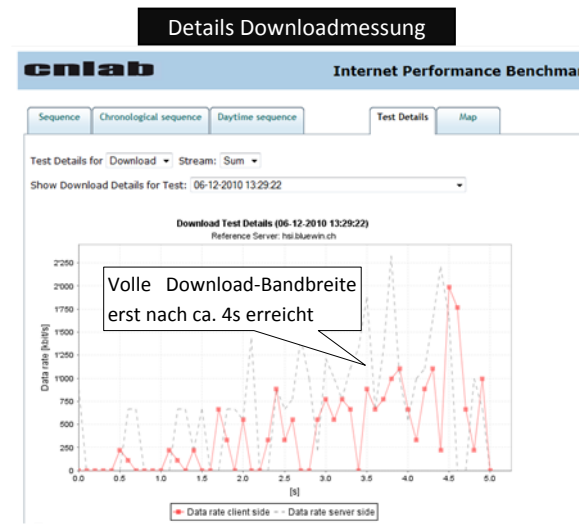 Details Downloadmessung
cnlab
Internet Performance Benchmar
Sequence
Chronological sequence
Daytime sequence
Test Details
Map
Test Details for Download Stream: Sum
Show Download Details for Test: 06-12-2010 13:29:22
Download Test Details (06-12-2010 13:29:22)
Reference Server: hsi.bluewin.ch
Volle Download-Bandbreite
erst nach ca. 4s erreicht
Data rate [kbit/s]
2'250
2'000
1'750
1'500
1'250
1'000
750
500
250
0
0.0 0.5 1.0 1.5 2.0 2.5 3.0 3.5 4.0 4.5 5.0
[s]
Data rate client side Data rate server side